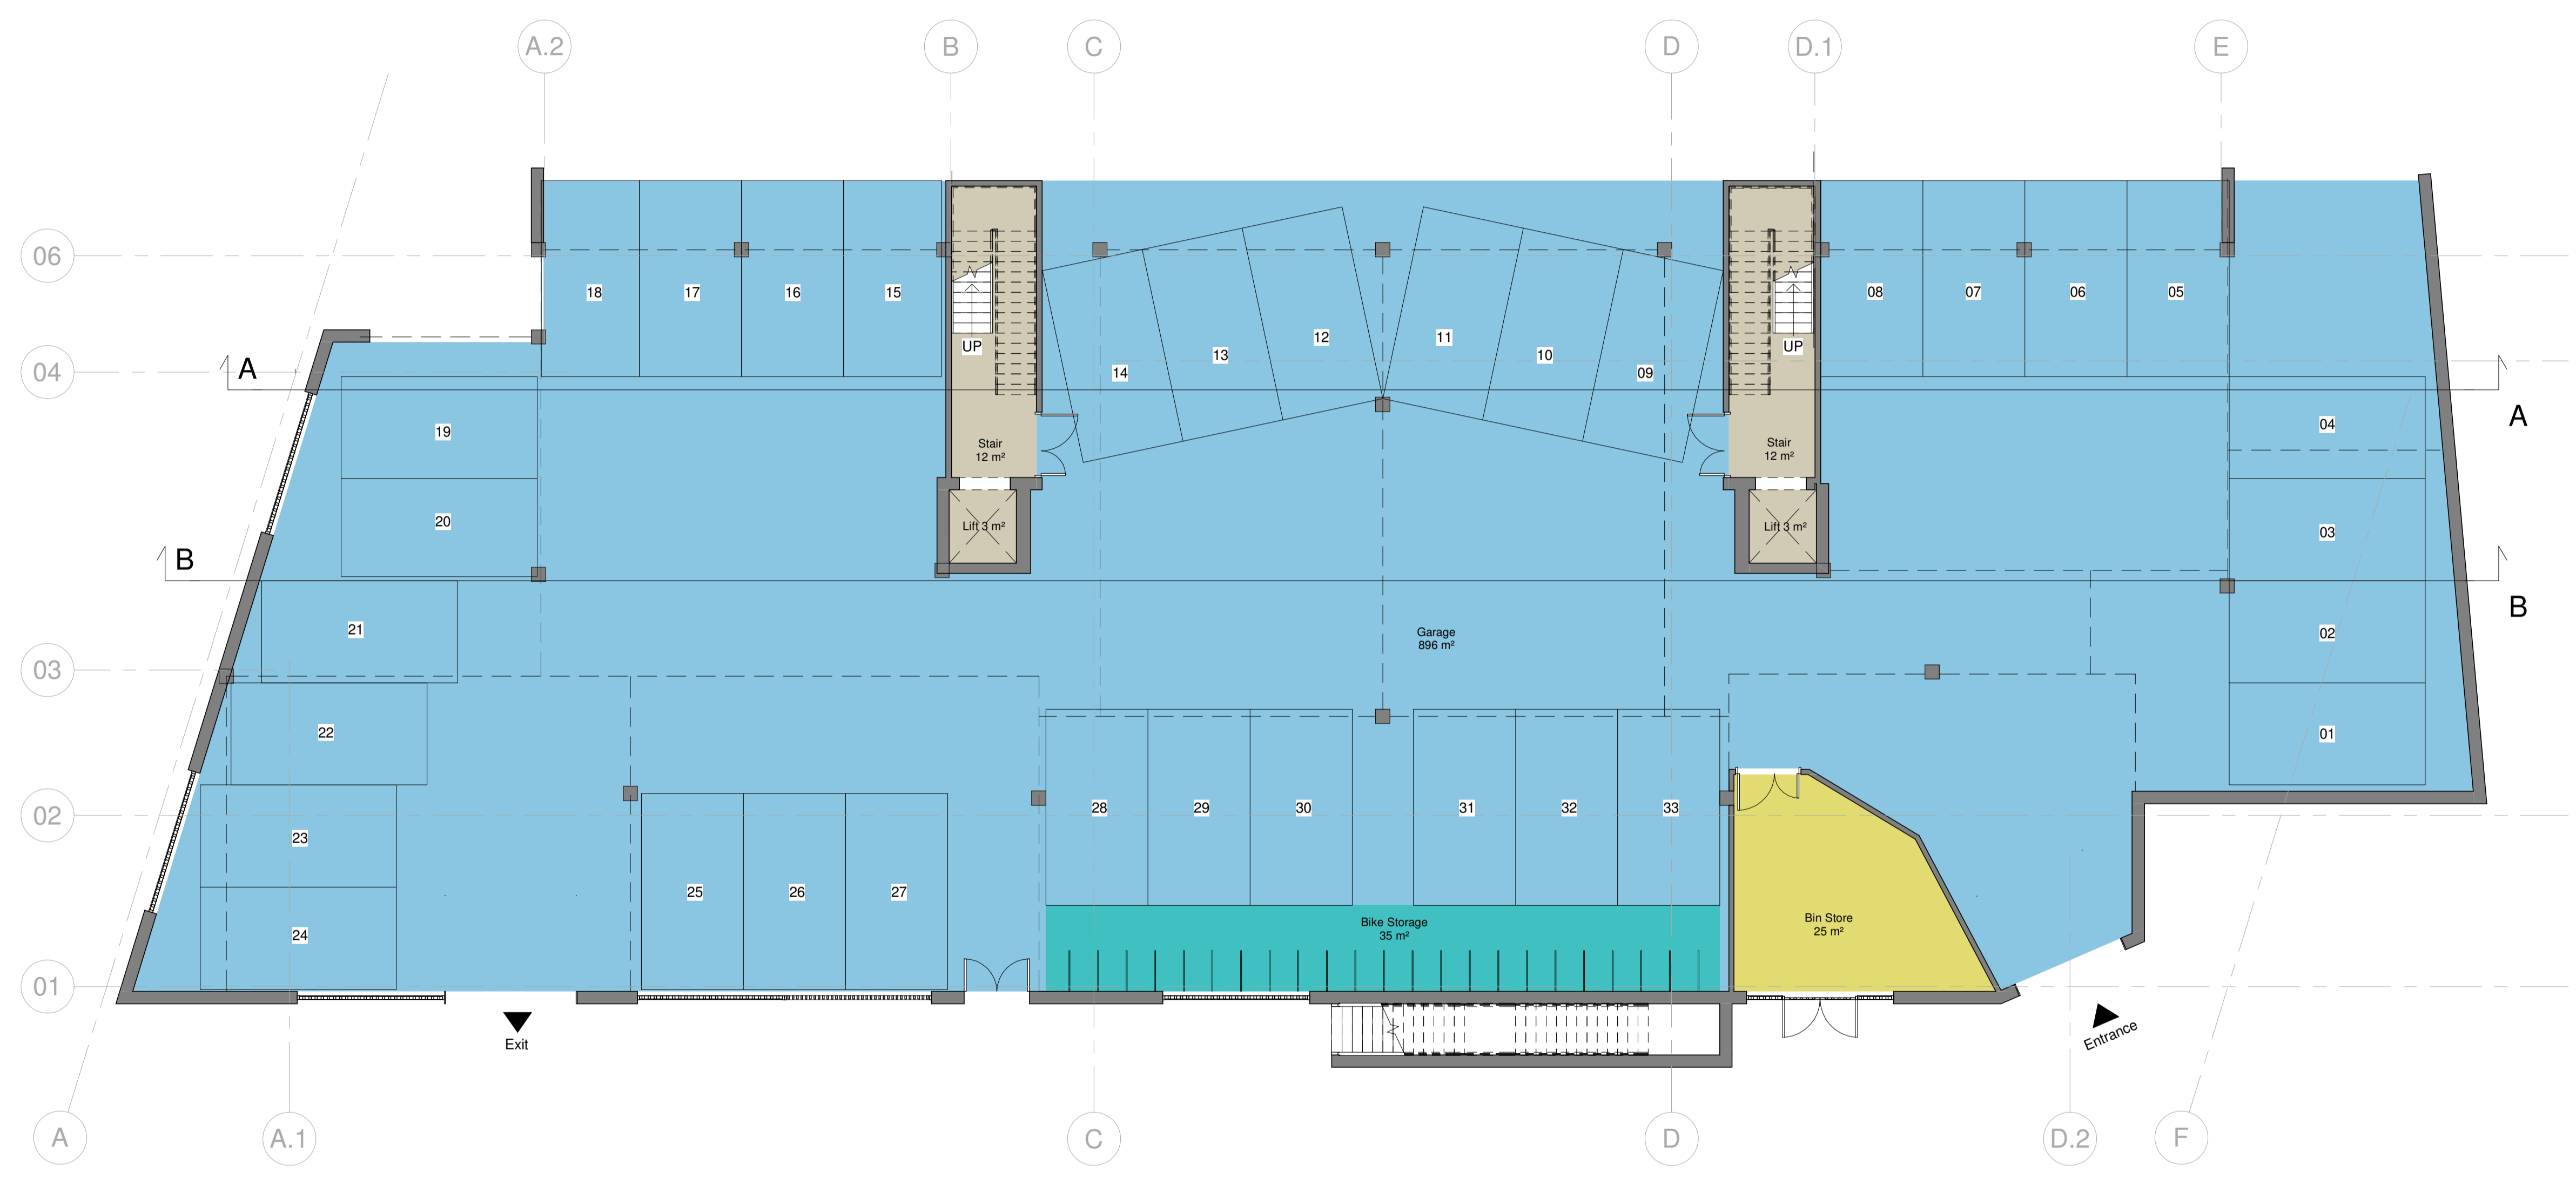 A.2
B
C
D
D.1
E
06
18
17
16
15
08
07
06
05
12
11
UP
UP
04
A
14
13
10
09
A
19
Stair
12 m²
Stair
12 m²
04
20
Lift 3 m²
Lift 3 m²
03
B
B
21
Garage
896 m²
02
03
22
01
02
23
25
26
27
28
29
30
31
32
33
24
Bike Storage
35 m²
Bin Store
25 m²
01
Exit
Entrance
A
A.1
C
D
D.2
F